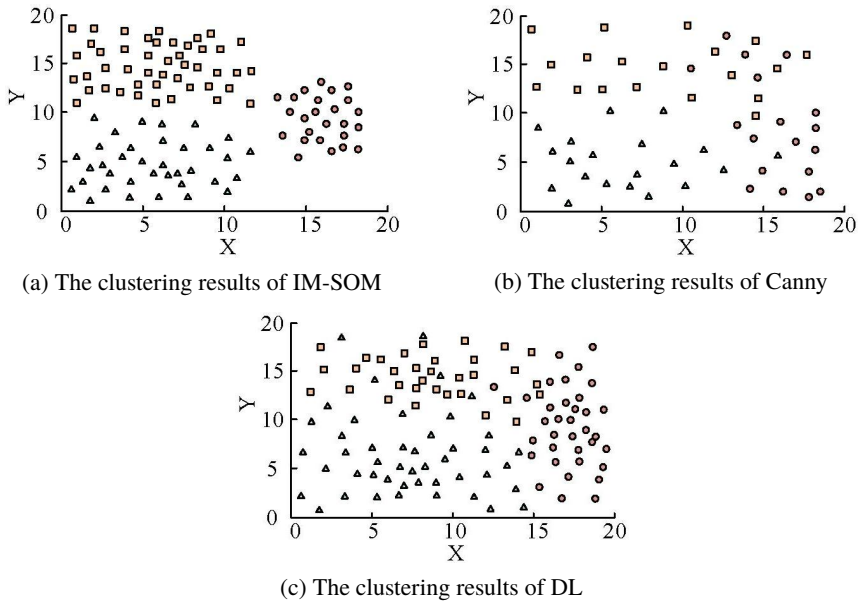 20
15
10
5
0
Y
0 5 10 15 20
X
(a) The clustering results of IM-SOM
20
15
10
5
0
Y
0 5 10 15 20
X
(b) The clustering results of Canny
20
15
10
5
0
Y
0 5 10 15 20
X
(c) The clustering results of DL